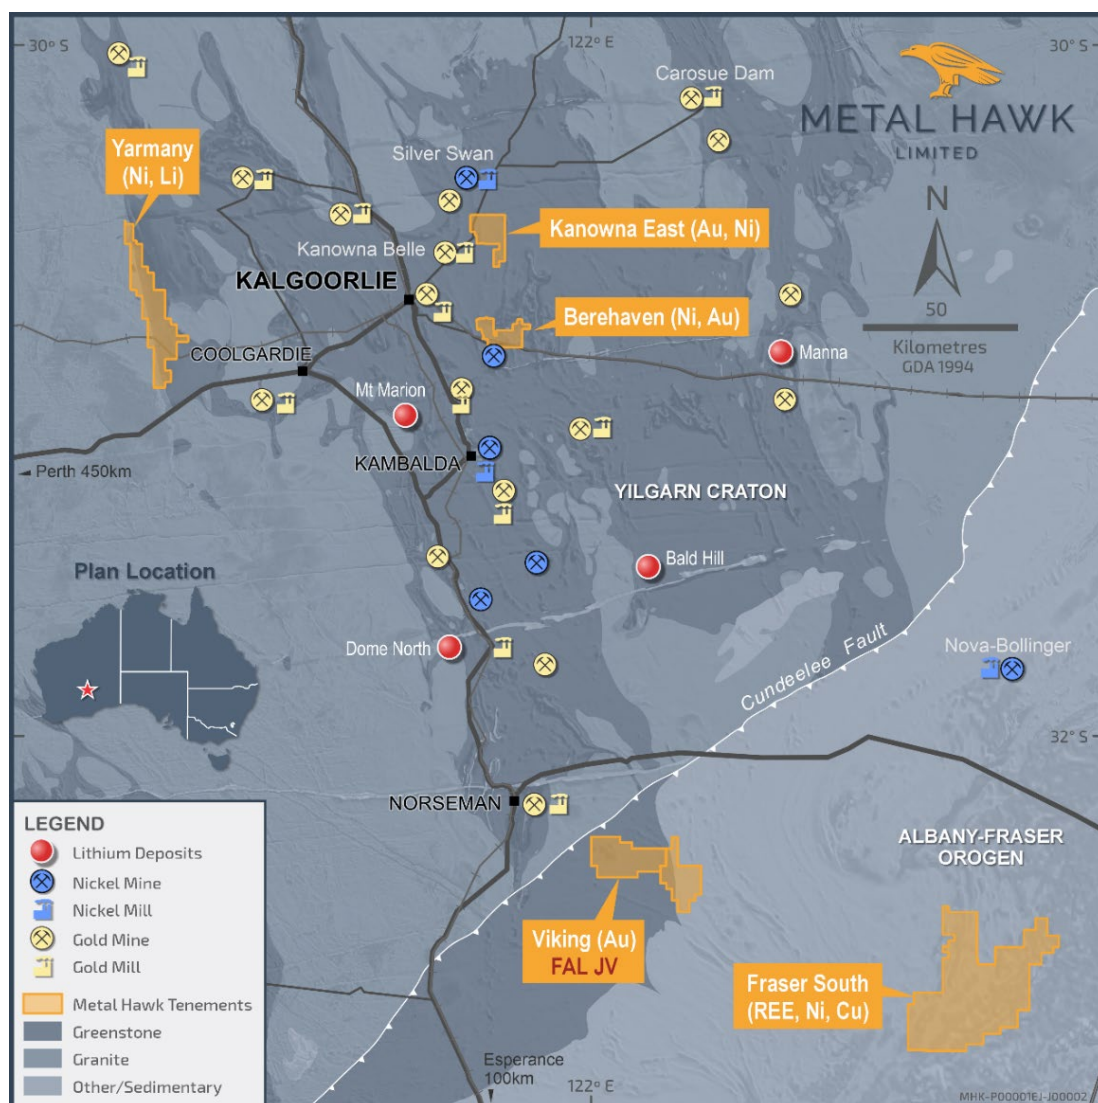 30° S
122° E
30° S
Carosue Dam
METAL HAWK
LIMITED
Yarmany
(Ni, Li)
Silver Swan
N
Kanowna East (Au, Ni)
Kanowna Belle
KALGOORLIE
50
Kilometres
GDA 1994
Berehaven (Ni, Au)
COOLGARDIE
Manna
Mt Marion
KAMBALDA
Perth 450km
YILGARN CRATON
Bald Hill
Plan Location
Dome North
Cundeelee Fault
Nova-Bollinger
32° S
NORSEMAN
LEGEND
Lithium Deposits
Nickel Mine
Nickel Mill
Gold Mine
Gold Mill
Metal Hawk Tenements
Greenstone
Granite
Other/Sedimentary
ALBANY-FRASER
OROGEN
Viking (Au)
FAL JV
Fraser South
(REE, Ni, Cu)
Esperance
100km
122° E
MHK-P00001EJ-J00002